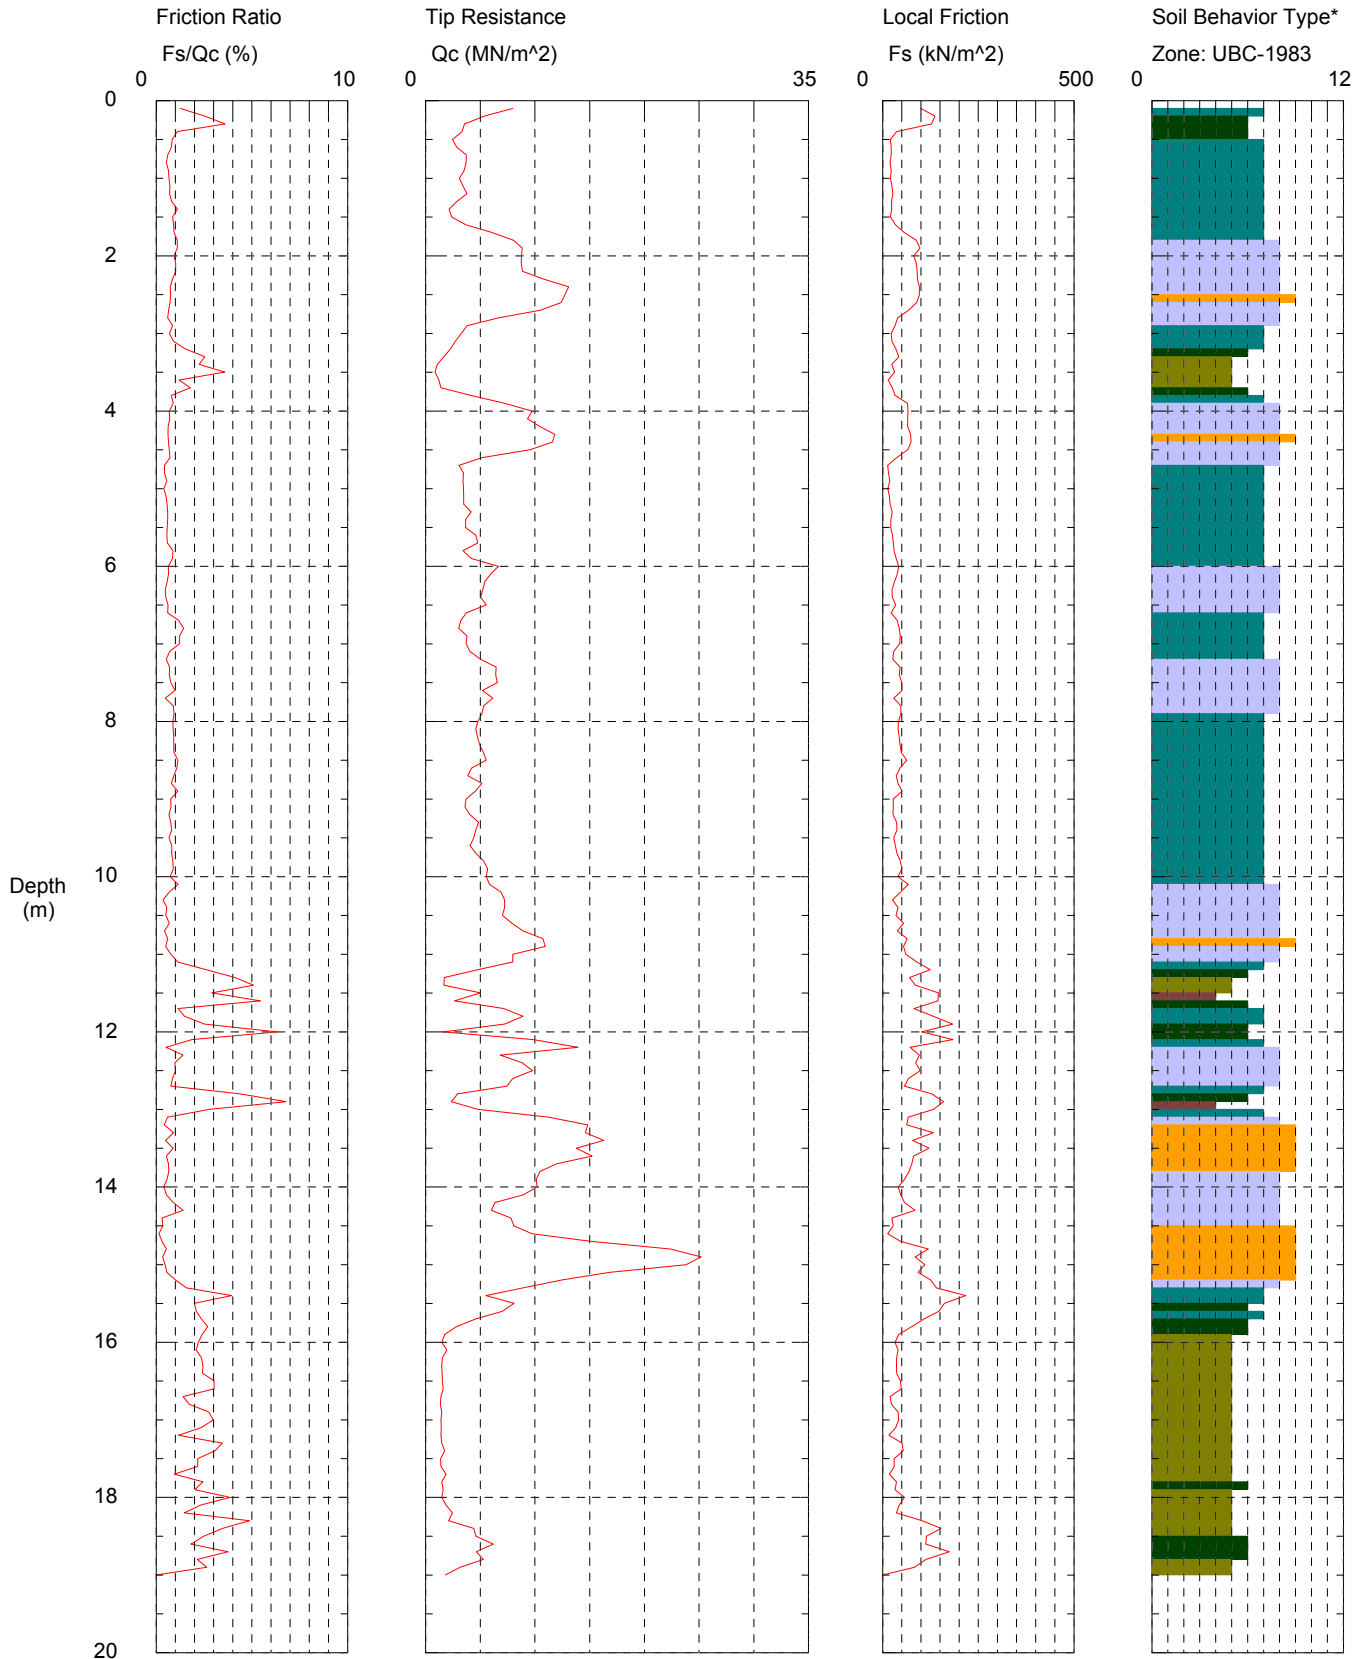 Friction Ratio Tip Resistance Local Friction Soil Behavior Type*
Fs/Qc (%) Qc (MN/m^2) Fs (kN/m^2) Zone: UBC-1983
0 10 0 35 0 500 0 12
0
2
4
6
8
10
Depth
(m)
12
14
16
18
20